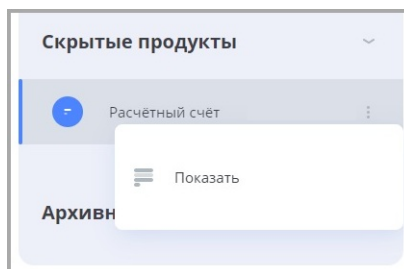 Скрытые продукты
Расчётный счёт
Показать
Архивн